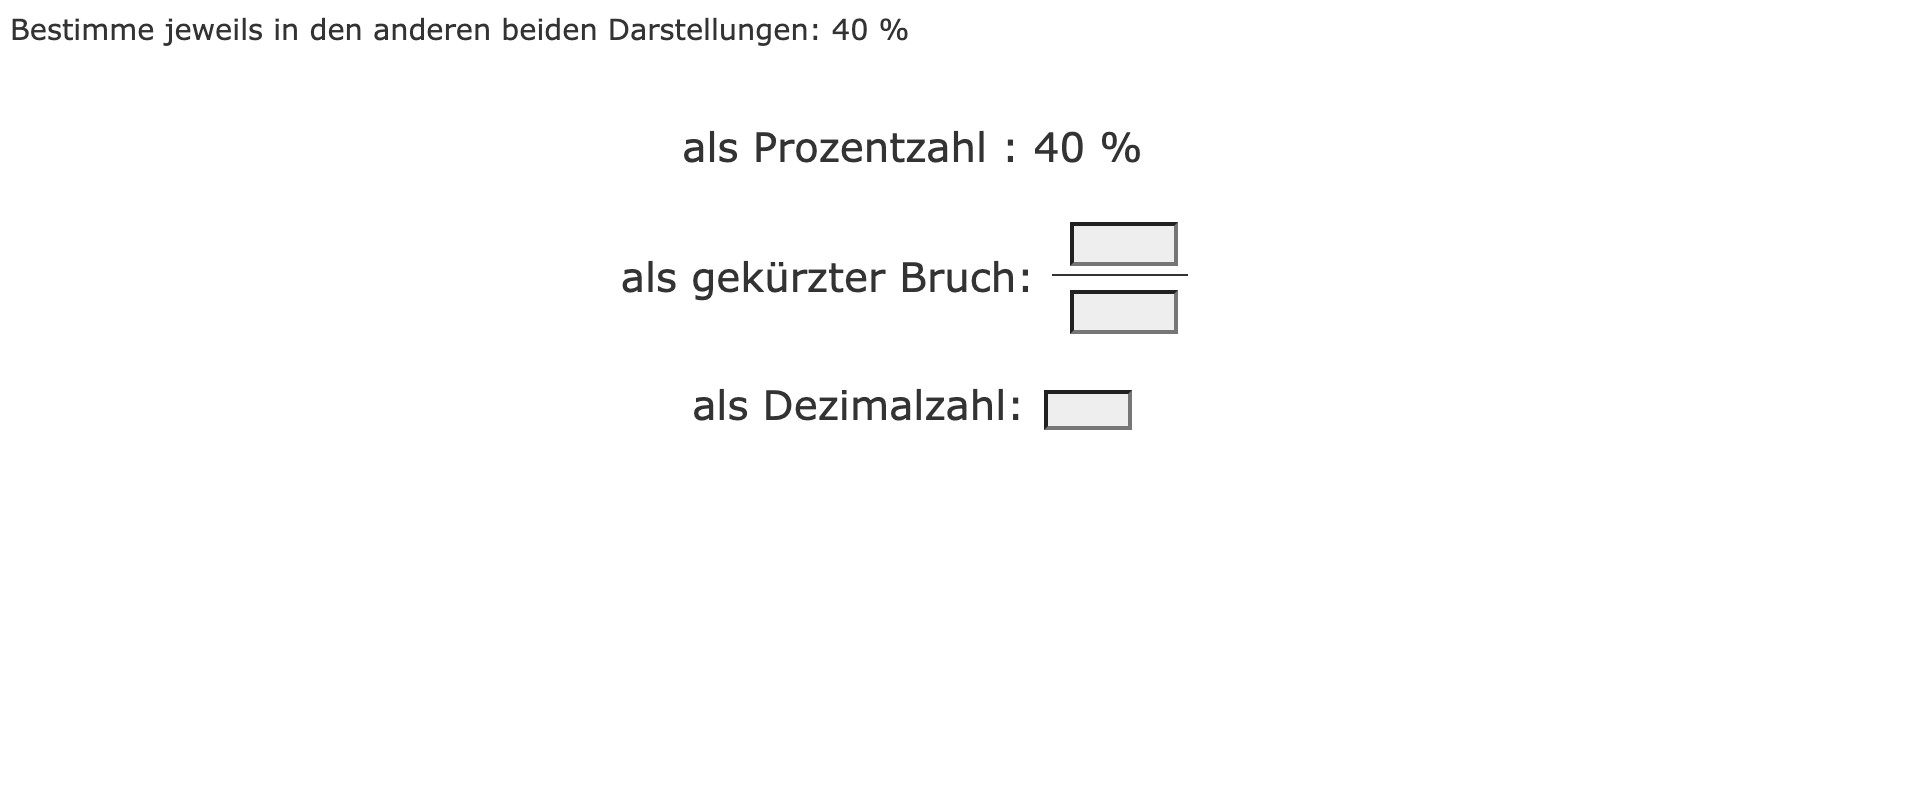 Bestimme jeweils in den anderen beiden Darstellungen: 40 %
als Prozentzahl : 40 %
als gekürzter Bruch:
als Dezimalzahl: